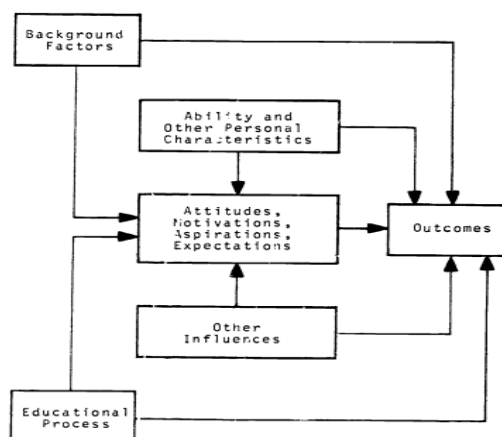 Background
Factors
Ability and
Other Personal
Characteristics
Attitudes,
Motivations,
Aspirations,
Expectations
Outcomes
Other
Influences
Educational
Process